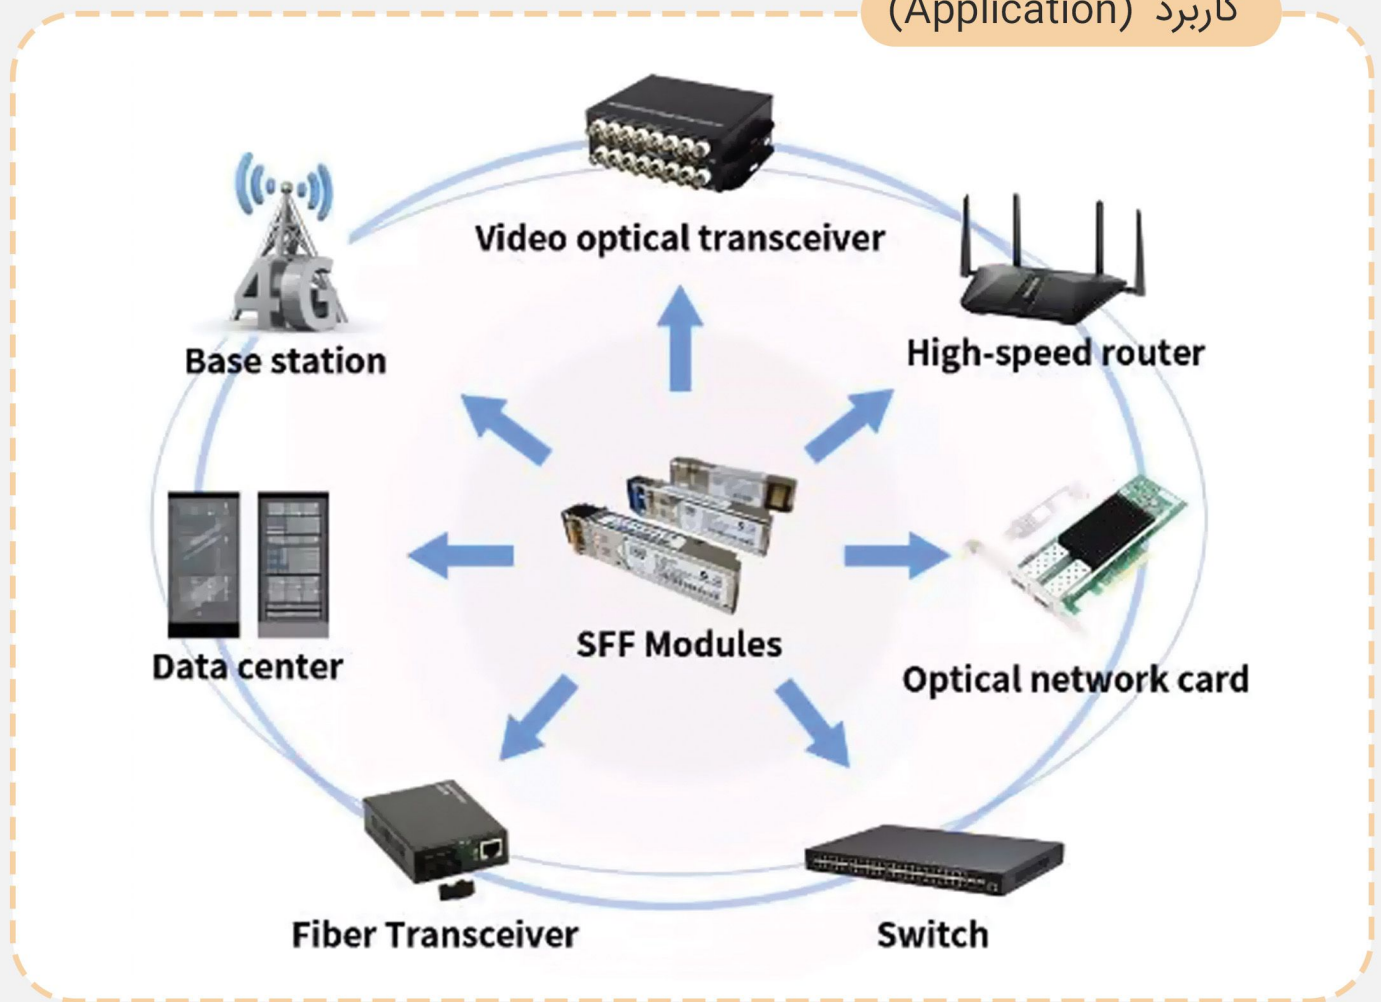 کاربرد (Application)
Video optical transceiver
4G
Base station
High-speed router
Data center
SFF Modules
Optical network card
Fiber Transceiver
Switch